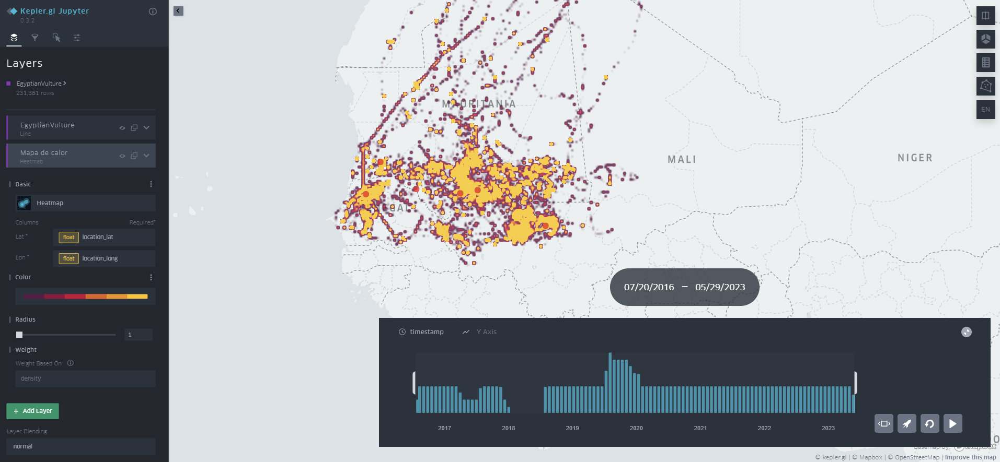 Kepler.gl Jupyter
0.3.2
Layers
EgyptianVulture
231,381 rows
EgyptianVulture
Line
Mapa de calor
Heatmap
Basic
Heatmap
Columns Required*
Lat * float location_lat
Lon * float location_long
Color
Radius
1
Weight
Weight Based On
density
+ Add Layer
Layer Blending
normal
MAURITANIA
MALI
NIGER
EN
07/20/2016 – 05/29/2023
timestamp Y Axis
2017 2018 2019 2020 2021 2022 2023
Basemap by: mapbox
© kepler.gl | © Mapbox | © OpenStreetMap | Improve this map